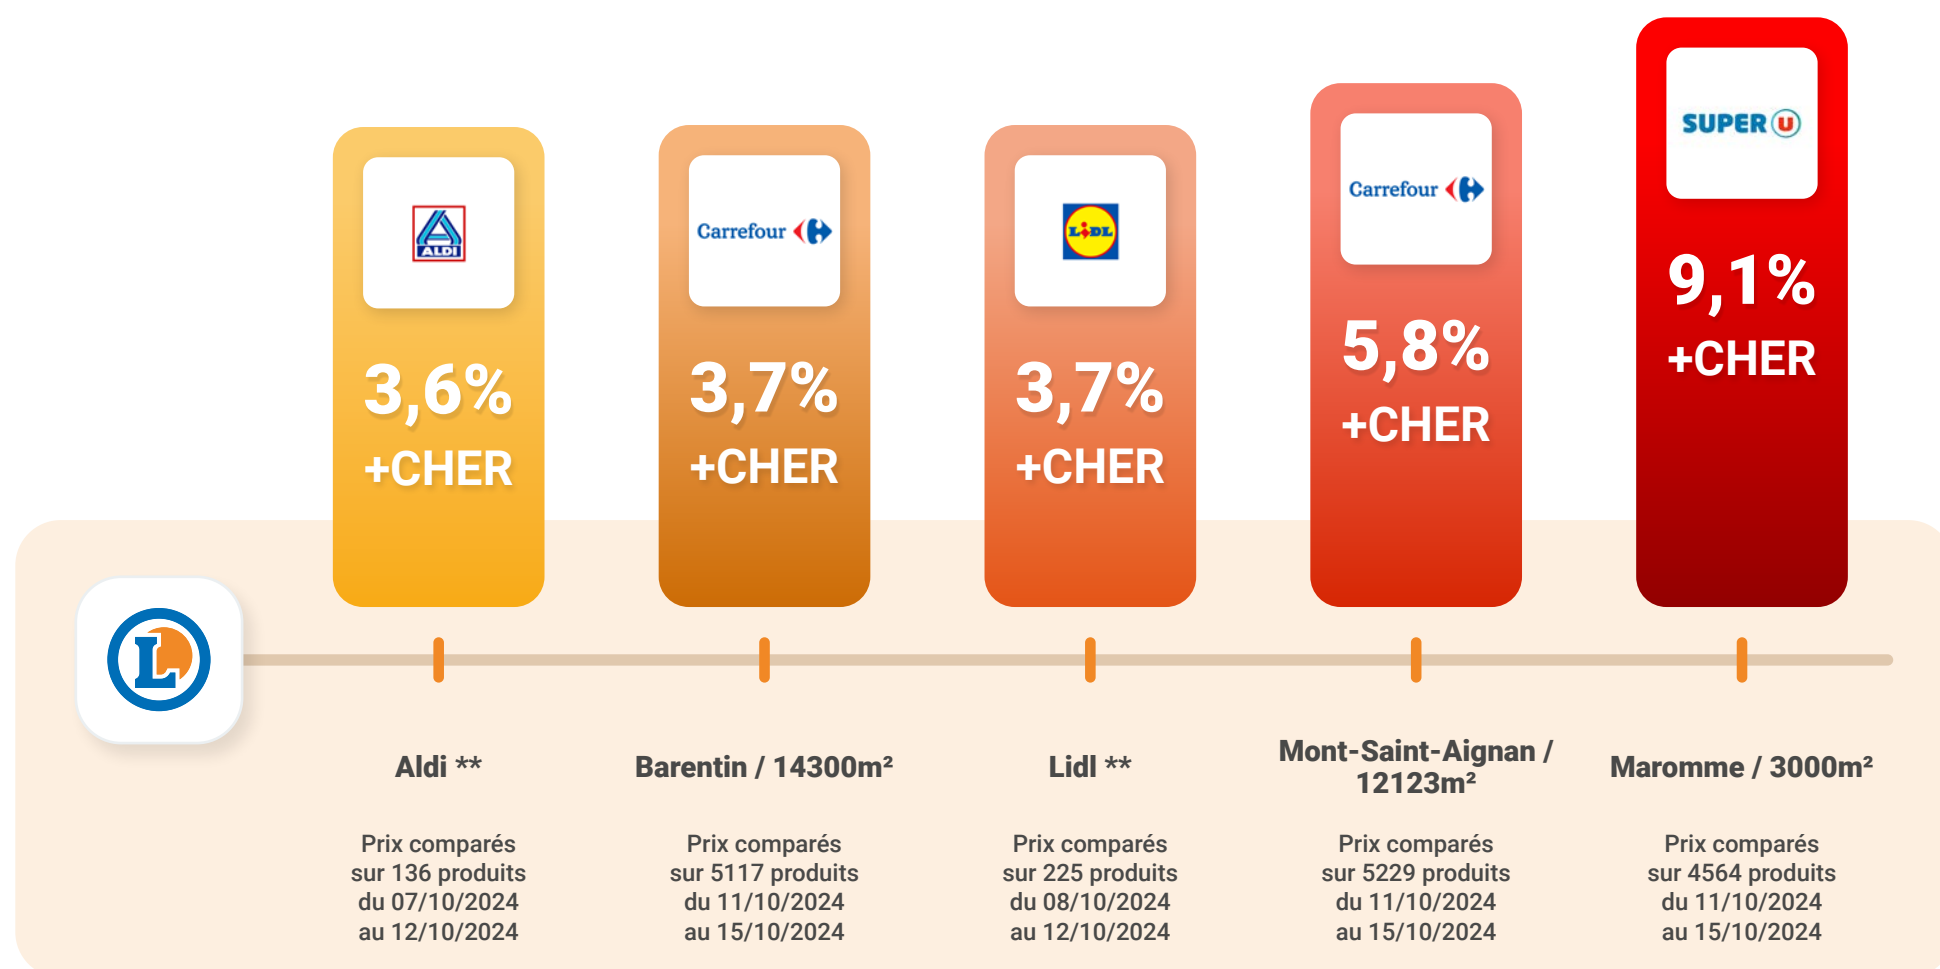 ALDI
3,6%
+CHER
Carrefour
3,7%
+CHER
LIDL
3,7%
+CHER
Carrefour
5,8%
+CHER
SUPER U
9,1%
+CHER
L
Aldi **
Prix comparés
sur 136 produits
du 07/10/2024
au 12/10/2024
Barentin / 14300m²
Prix comparés
sur 5117 produits
du 11/10/2024
au 15/10/2024
Lidl **
Prix comparés
sur 225 produits
du 08/10/2024
au 12/10/2024
Mont-Saint-Aignan /
12123m²
Prix comparés
sur 5229 produits
du 11/10/2024
au 15/10/2024
Maromme / 3000m²
Prix comparés
sur 4564 produits
du 11/10/2024
au 15/10/2024